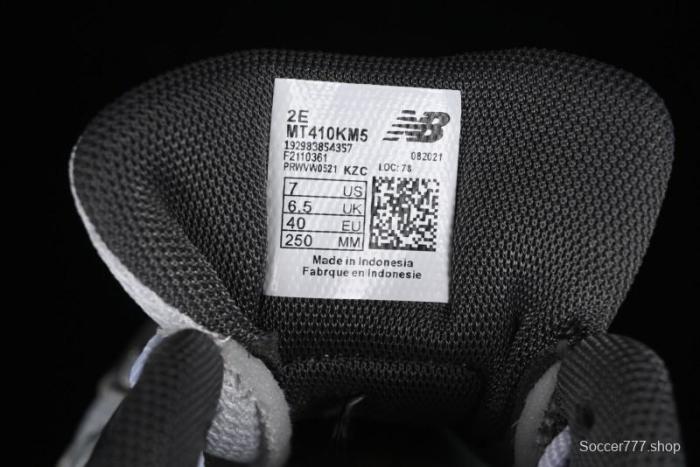 2E
MT410KM5
192983854357
F2110361
082021
PRWVW0521 KZC LOC: 78
7 US
6.5 UK
40 EU
250 MM
NB
Made in Indonesia
Fabrque en Indonesie
Soccer777.shop